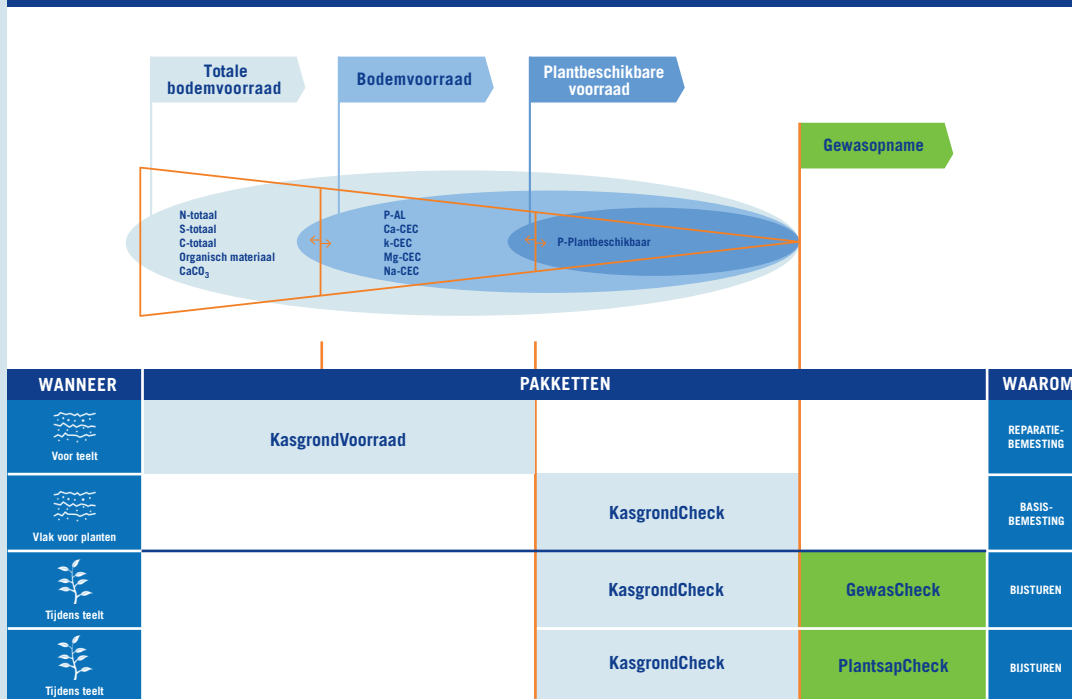 Totale
bodemvoorraad
Bodemvoorraad
Plantbeschikbare
voorraad
Gewasopname
N-totaal
S-totaal
C-totaal
Organisch materiaal
CaCO₃
P-AL
Ca-CEC
k-CEC
Mg-CEC
Na-CEC
P-Plantbeschikbaar
WANNEER
PAKKETTEN
WAAROM
Voor teelt
KasgrondVoorraad
REPARATIE-
BEMESTING
Vlak voor planten
KasgrondCheck
BASIS-
BEMESTING
Tijdens teelt
KasgrondCheck
GewasCheck
BIJSTUREN
Tijdens teelt
KasgrondCheck
PlantsapCheck
BIJSTUREN